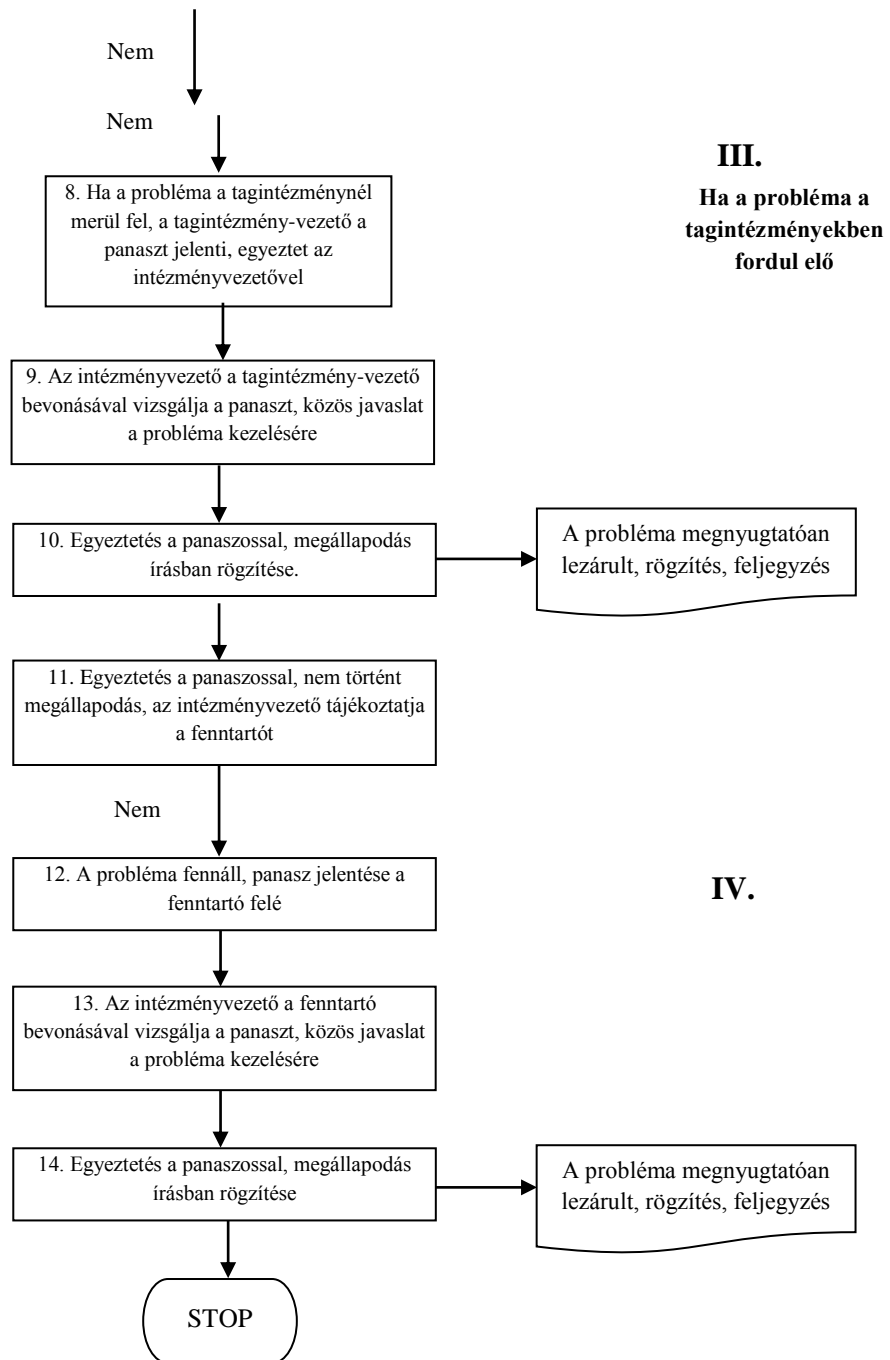 Nem
Nem
III.
Ha a probléma a
tagintézményekben
fordul elő
8. Ha a probléma a tagintézménynél
merül fel, a tagintézmény-vezető a
panaszt jelenti, egyeztet az
intézményvezetővel
9. Az intézményvezető a tagintézmény-vezető
bevonásával vizsgálja a panaszt, közös javaslat
a probléma kezelésére
10. Egyeztetés a panaszossal, megállapodás
írásban rögzítése.
A probléma megnyugtatóan
lezárult, rögzítés, feljegyzés
11. Egyeztetés a panaszossal, nem történt
megállapodás, az intézményvezető tájékoztatja
a fenntartót
Nem
12. A probléma fennáll, panasz jelentése a
fenntartó felé
IV.
13. Az intézményvezető a fenntartó
bevonásával vizsgálja a panaszt, közös javaslat
a probléma kezelésére
14. Egyeztetés a panaszossal, megállapodás
írásban rögzítése
A probléma megnyugtatóan
lezárult, rögzítés, feljegyzés
STOP